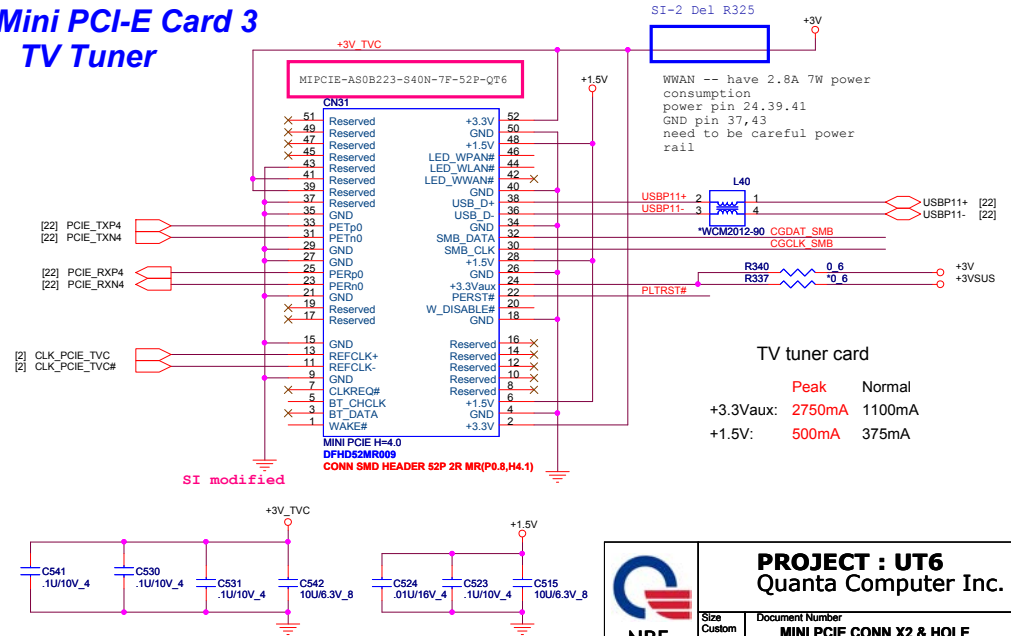 Mini PCI-E Card 3
TV Tuner
SI-2 Del R325
+3V
+3V_TVC
MIPCIE-AS0B223-S40N-7F-52P-QT6
+1.5V
WWAN -- have 2.8A 7W power
consumption
power pin 24.39.41
GND pin 37,43
need to be careful power
rail
CN31
51 Reserved +3.3V 52
49 Reserved GND 50
47 Reserved +1.5V 48
45 Reserved LED_WPAN# 46
43 Reserved LED_WLAN# 44
41 Reserved LED_WWAN# 42
39 Reserved GND 40
37 Reserved USB_D+ 38
35 GND USB_D- 36
33 PETp0 GND 34
31 PETn0 SMB_DATA 32
29 GND SMB_CLK 30
27 GND +1.5V 28
25 PERp0 GND 26
23 PERn0 +3.3Vaux 24
21 GND PERST# 22
19 Reserved W_DISABLE# 20
17 Reserved GND 18
15 GND Reserved 16
13 REFCLK+ Reserved 14
11 REFCLK- Reserved 12
9 GND Reserved 10
7 CLKREQ# Reserved 8
5 BT_CHCLK +1.5V 6
3 BT_DATA GND 4
1 WAKE# +3.3V 2
MINI PCIE H=4.0
DFHD52MR009
CONN SMD HEADER 52P 2R MR(P0.8,H4.1)
SI modified
[22] PCIE_TXP4
[22] PCIE_TXN4
[22] PCIE_RXP4
[22] PCIE_RXN4
[2] CLK_PCIE_TVC
[2] CLK_PCIE_TVC#
L40
USBP11+ 2 1 USBP11+ [22]
USBP11- 3 4 USBP11- [22]
*WCM2012-90
CGDAT_SMB
CGCLK_SMB
R340 0_6 +3V
R337 *0_6 +3VSUS
PLTRST#
TV tuner card
Peak Normal
+3.3Vaux: 2750mA 1100mA
+1.5V: 500mA 375mA
+3V_TVC
C541
.1U/10V_4
C530
.1U/10V_4
C531
.1U/10V_4
C542
10U/6.3V_8
+1.5V
C524
.01U/16V_4
C523
.1U/10V_4
C515
10U/6.3V_8
PROJECT : UT6
Quanta Computer Inc.
Size
Custom
Document Number
MINI PCIE CONN X2 & HOLE